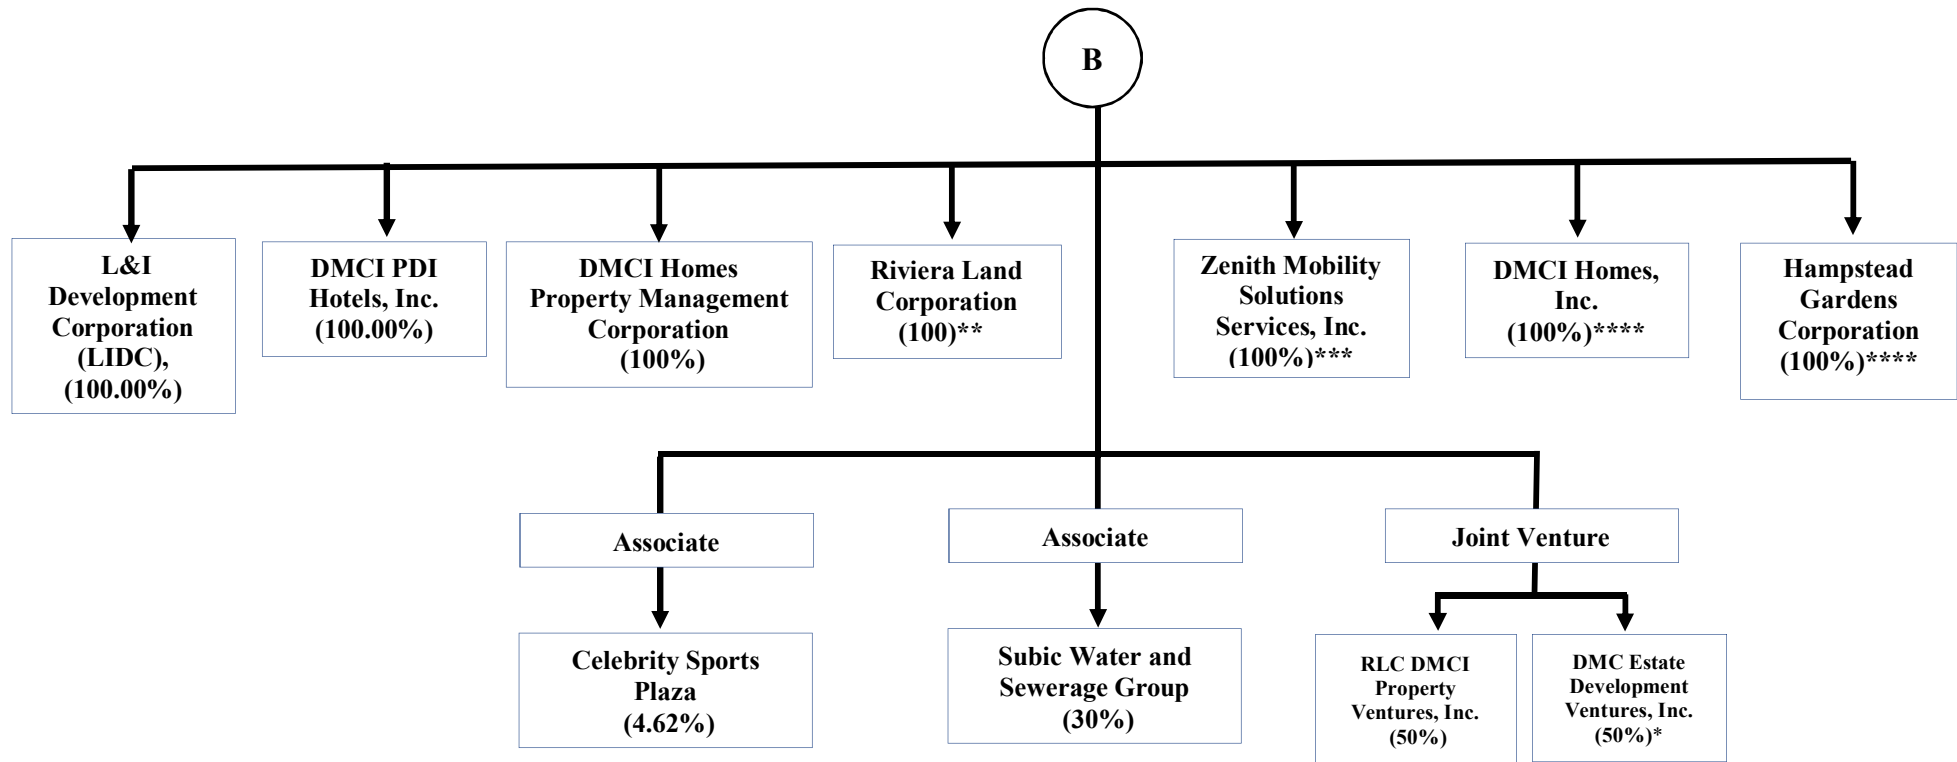 B
L&I
Development
Corporation
(LIDC),
(100.00%)
DMCI PDI
Hotels, Inc.
(100.00%)
DMCI Homes
Property Management
Corporation
(100%)
Riviera Land
Corporation
(100)**
Zenith Mobility
Solutions
Services, Inc.
(100%)***
DMCI Homes,
Inc.
(100%)****
Hampstead
Gardens
Corporation
(100%)****
Associate
Associate
Joint Venture
Celebrity Sports
Plaza
(4.62%)
Subic Water and
Sewerage Group
(30%)
RLC DMCI
Property
Ventures, Inc.
(50%)
DMC Estate
Development
Ventures, Inc.
(50%)*